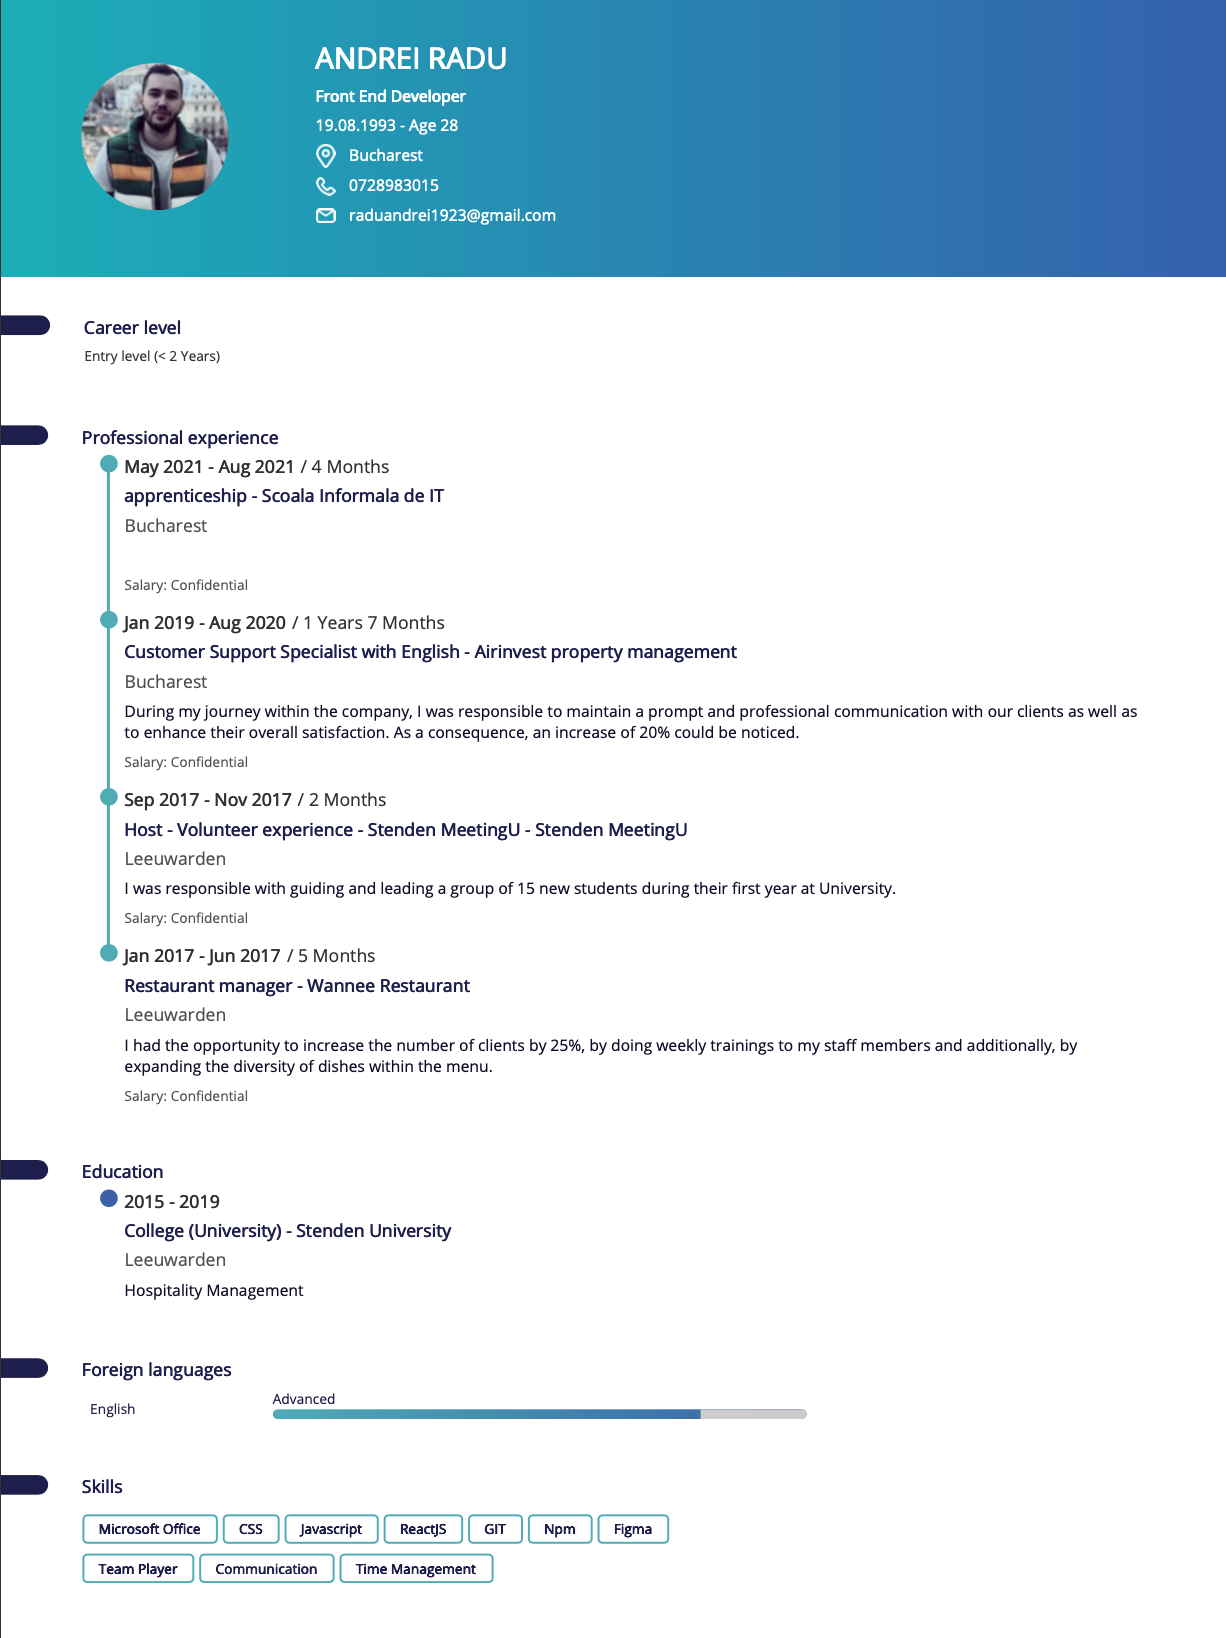 ANDREI RADU
Front End Developer
19.08.1993 - Age 28
Bucharest
0728983015
raduandrei1923@gmail.com
Career level
Entry level (< 2 Years)
Professional experience
May 2021 - Aug 2021 / 4 Months
apprenticeship - Scoala Informala de IT
Bucharest
Salary: Confidential
Jan 2019 - Aug 2020 / 1 Years 7 Months
Customer Support Specialist with English - Airinvest property management
Bucharest
During my journey within the company, I was responsible to maintain a prompt and professional communication with our clients as well as
to enhance their overall satisfaction. As a consequence, an increase of 20% could be noticed.
Salary: Confidential
Sep 2017 - Nov 2017 / 2 Months
Host - Volunteer experience - Stenden MeetingU - Stenden MeetingU
Leeuwarden
I was responsible with guiding and leading a group of 15 new students during their first year at University.
Salary: Confidential
Jan 2017 - Jun 2017 / 5 Months
Restaurant manager - Wannee Restaurant
Leeuwarden
I had the opportunity to increase the number of clients by 25%, by doing weekly trainings to my staff members and additionally, by
expanding the diversity of dishes within the menu.
Salary: Confidential
Education
2015 - 2019
College (University) - Stenden University
Leeuwarden
Hospitality Management
Foreign languages
English
Advanced
Skills
Microsoft Office CSS Javascript ReactJS GIT Npm Figma
Team Player Communication Time Management